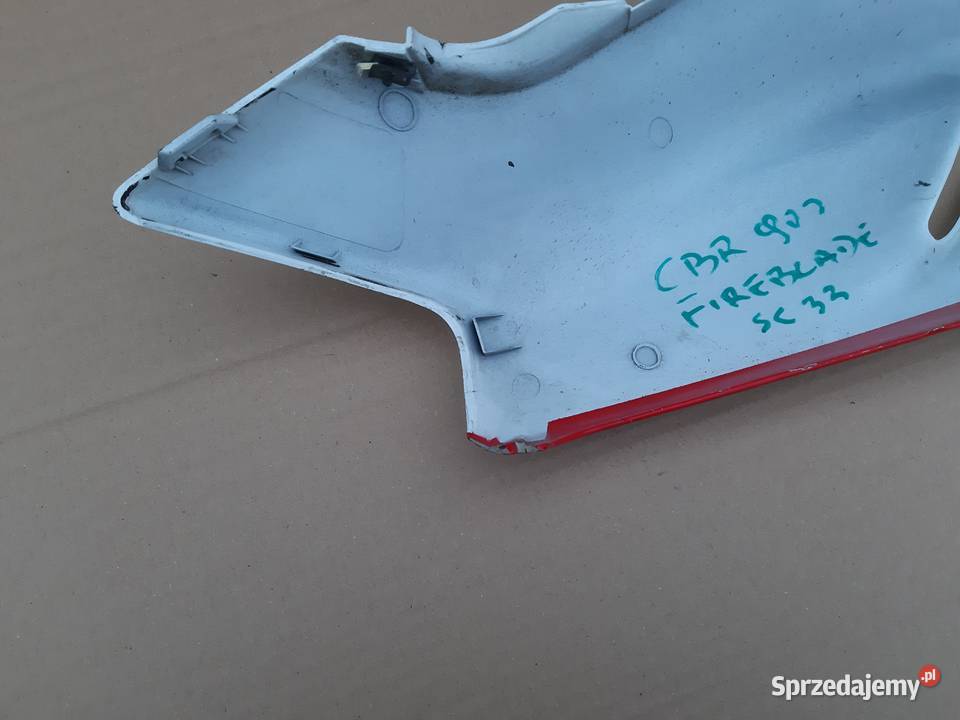 CBR 900
FIREBLADE
SC 33
Sprzedajemy.pl